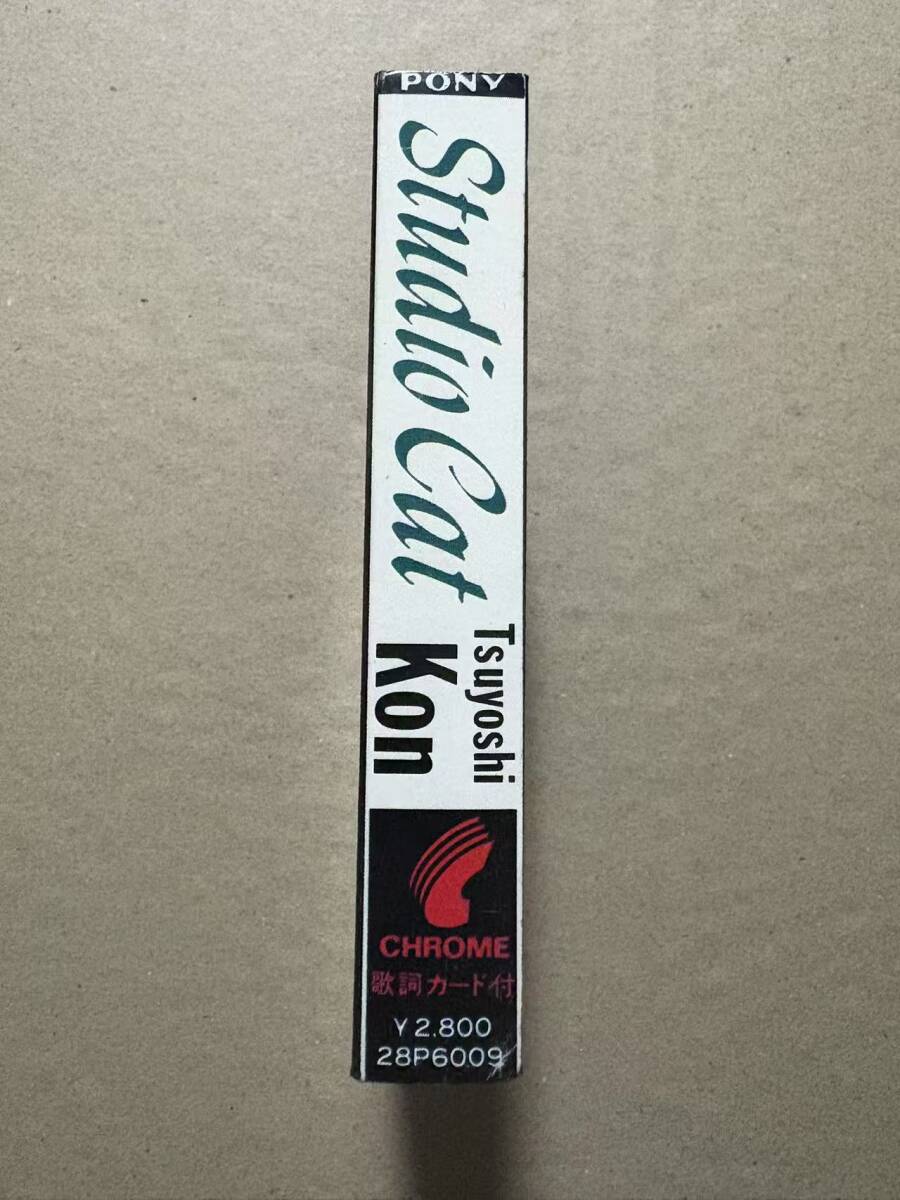 PONY
Studio Cat
Tsuyoshi
Kon
CHROME
歌詞カード付
Y 2.800
28P6009